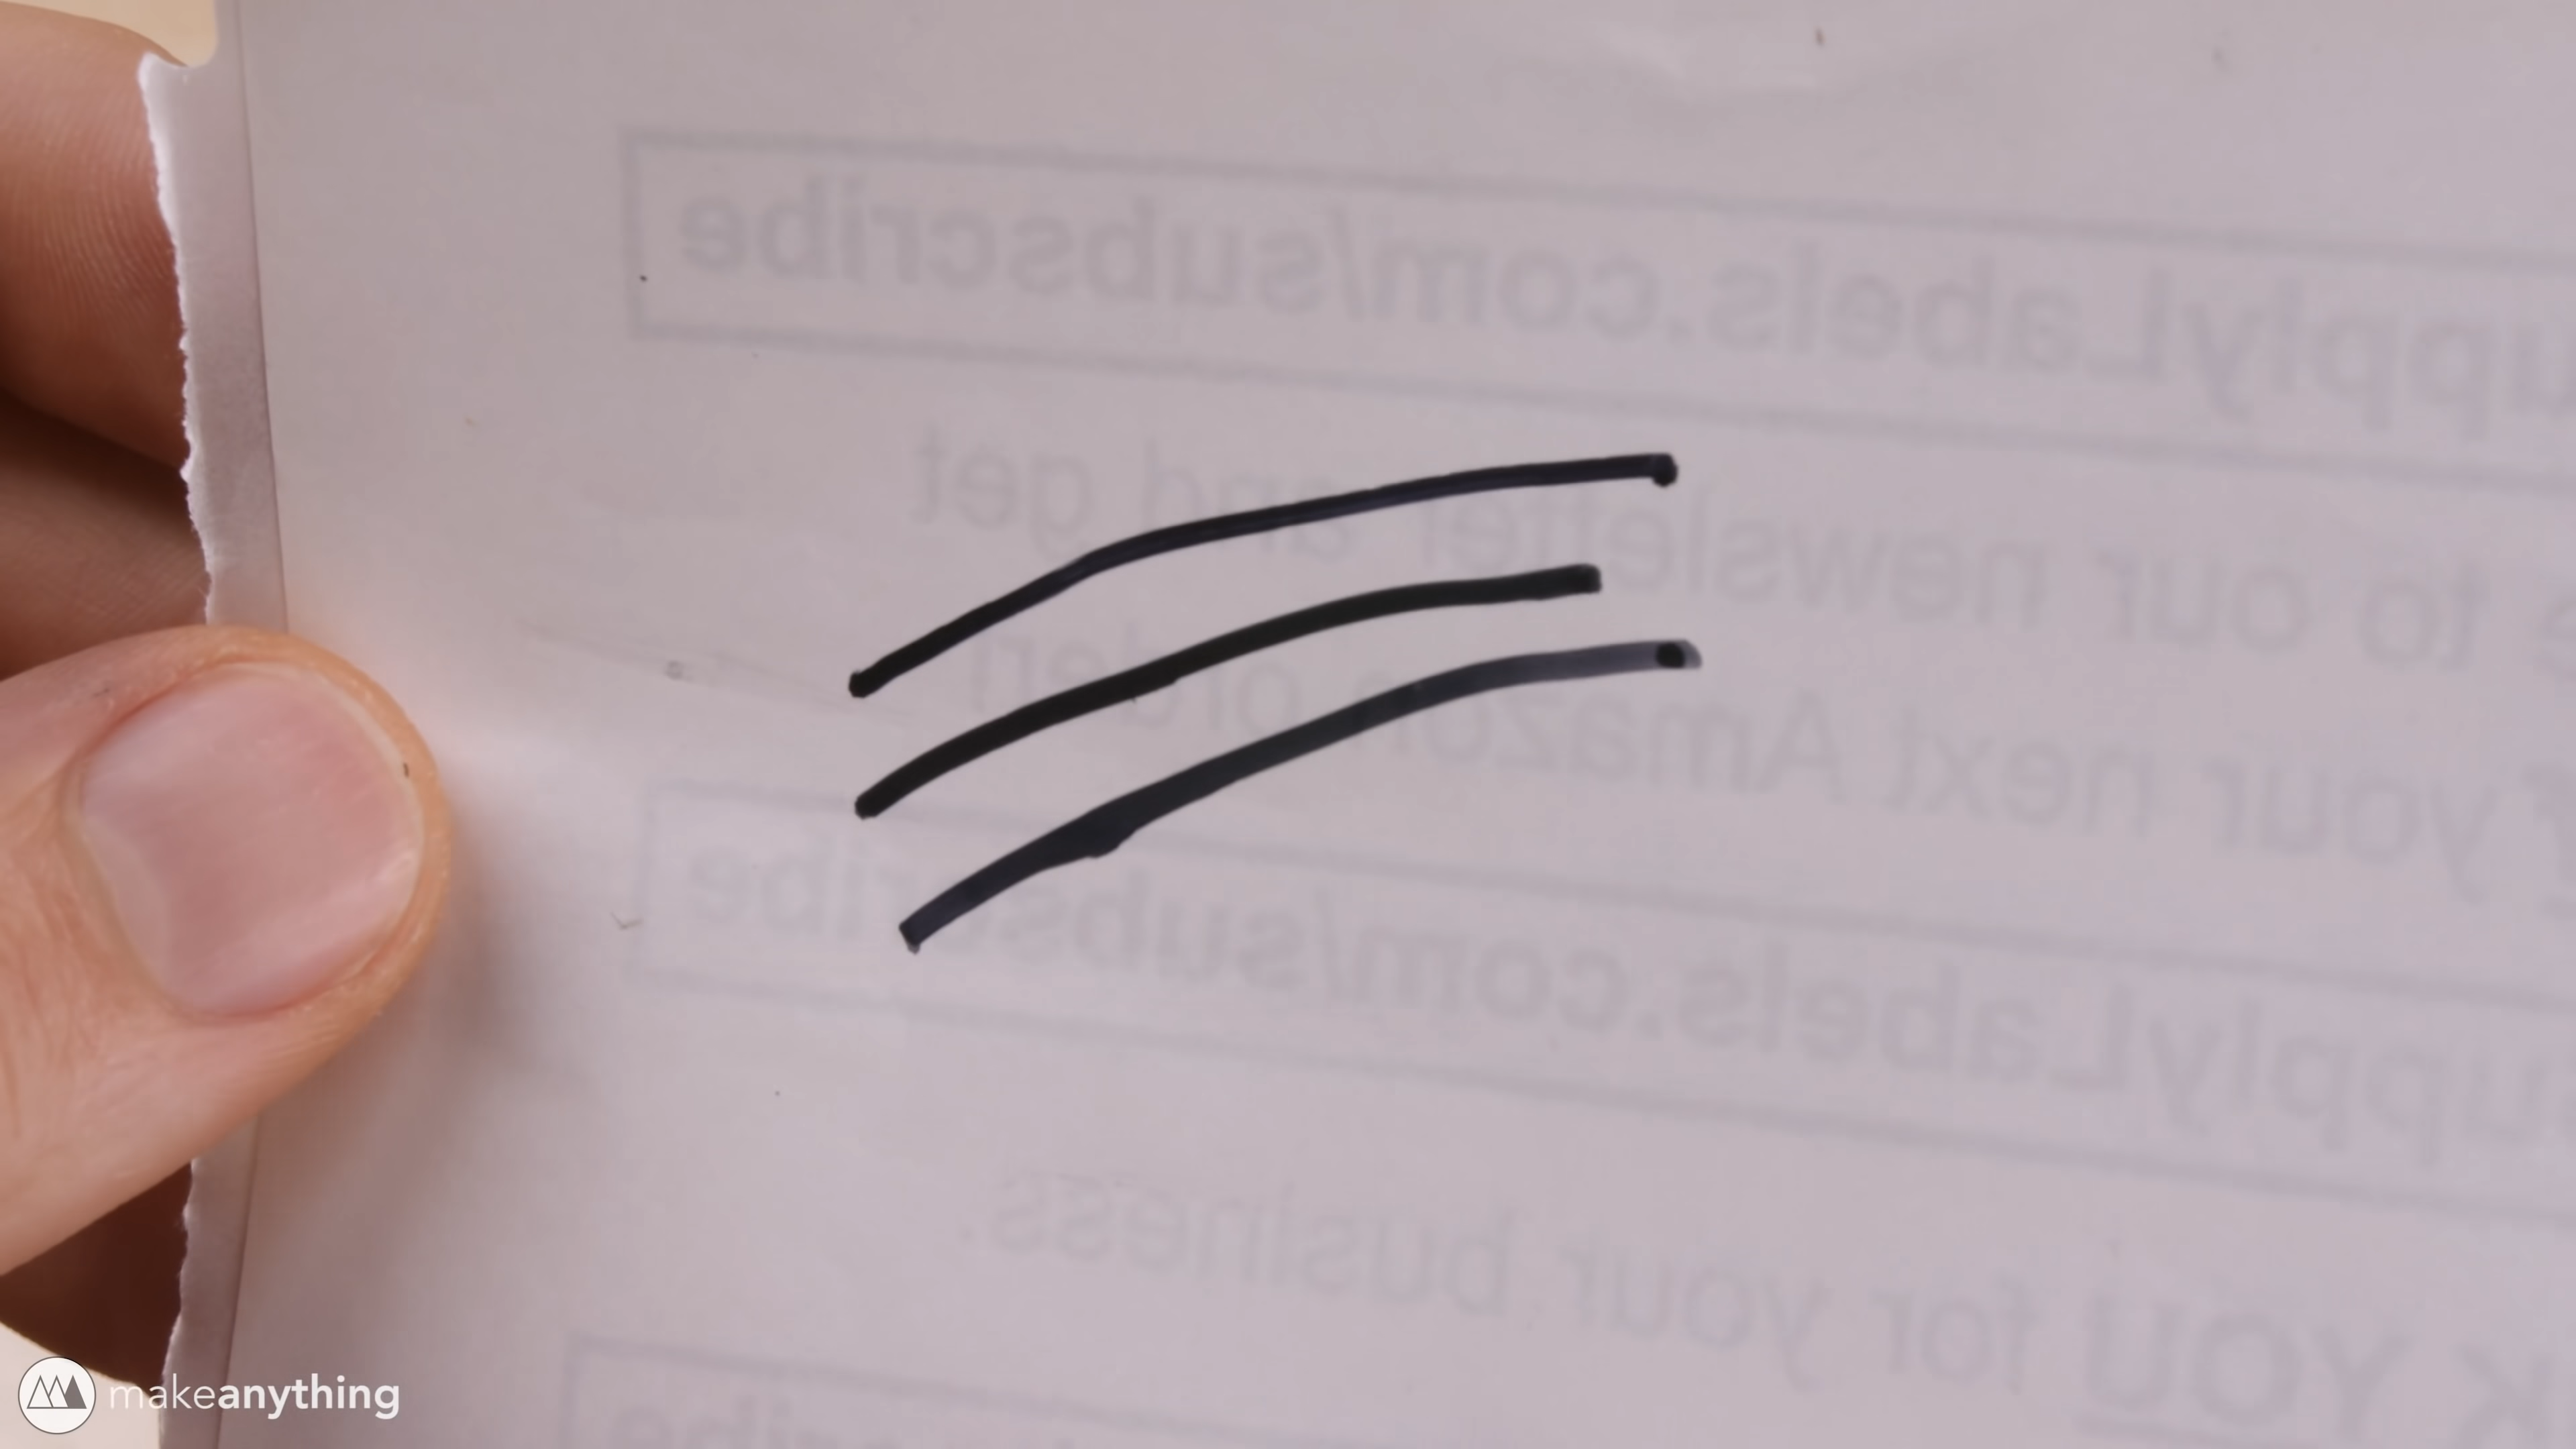 upplyLabels.com/subscribe
e to our newsletter and get
your next Amazon order!
upplyLabels.com/subscribe
K YOU for your business.
makeanything